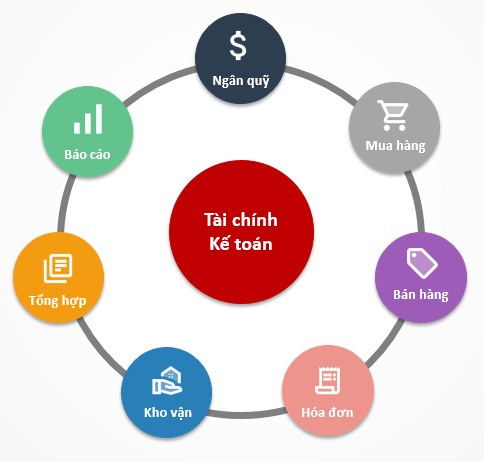 Ngân quỹ
Mua hàng
Bán hàng
Hóa đơn
Kho vận
Tổng hợp
Báo cáo
Tài chính
Kế toán